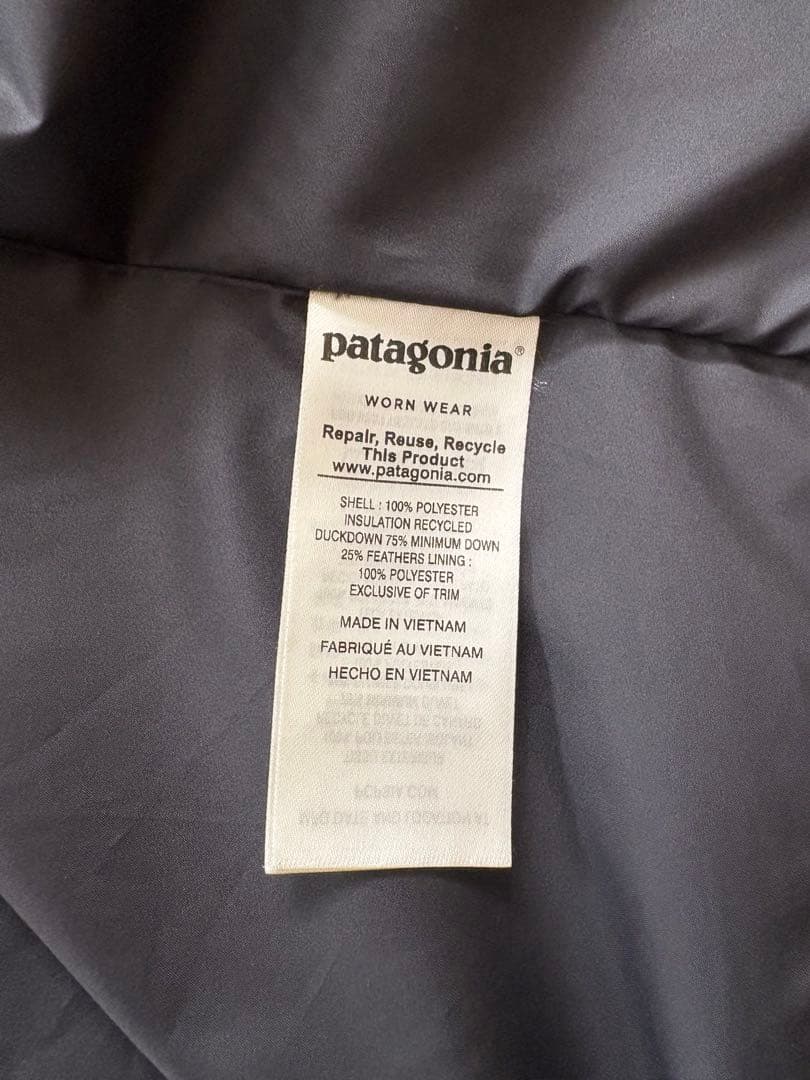 patagonia®
WORN WEAR
Repair, Reuse, Recycle
This Product
www.patagonia.com
SHELL : 100% POLYESTER
INSULATION RECYCLED
DUCKDOWN 75% MINIMUM DOWN
25% FEATHERS LINING :
100% POLYESTER
EXCLUSIVE OF TRIM
MADE IN VIETNAM
FABRIQUÉ AU VIETNAM
HECHO EN VIETNAM